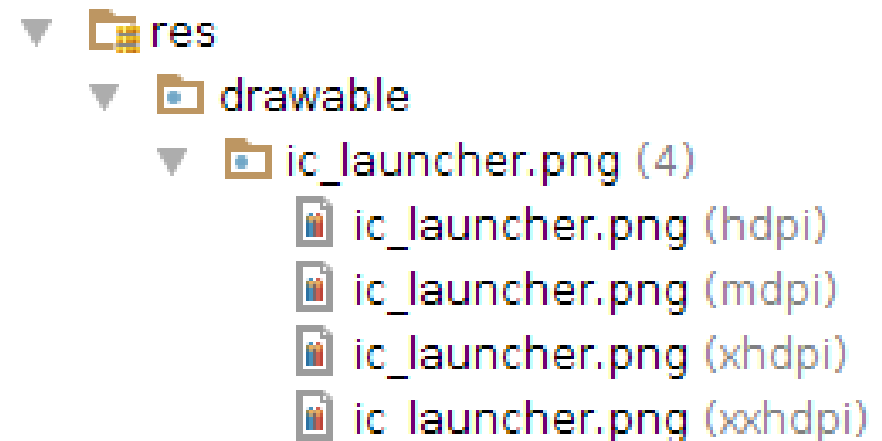 res
drawable
ic_launcher.png (4)
ic_launcher.png (hdpi)
ic_launcher.png (mdpi)
ic_launcher.png (xhdpi)
ic_launcher.png (xxhdpi)